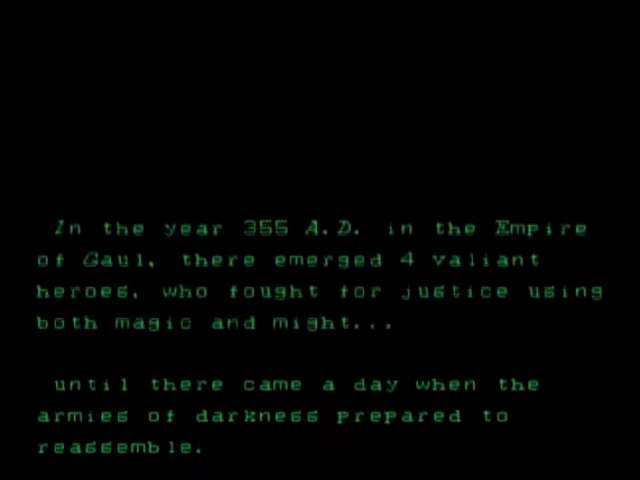 In the year 355 A.D. in the Empire
of Gaul, there emerged 4 valiant
heroes, who fought for justice using
both magic and might...
until there came a day when the
armies of darkness prepared to
reassemble.